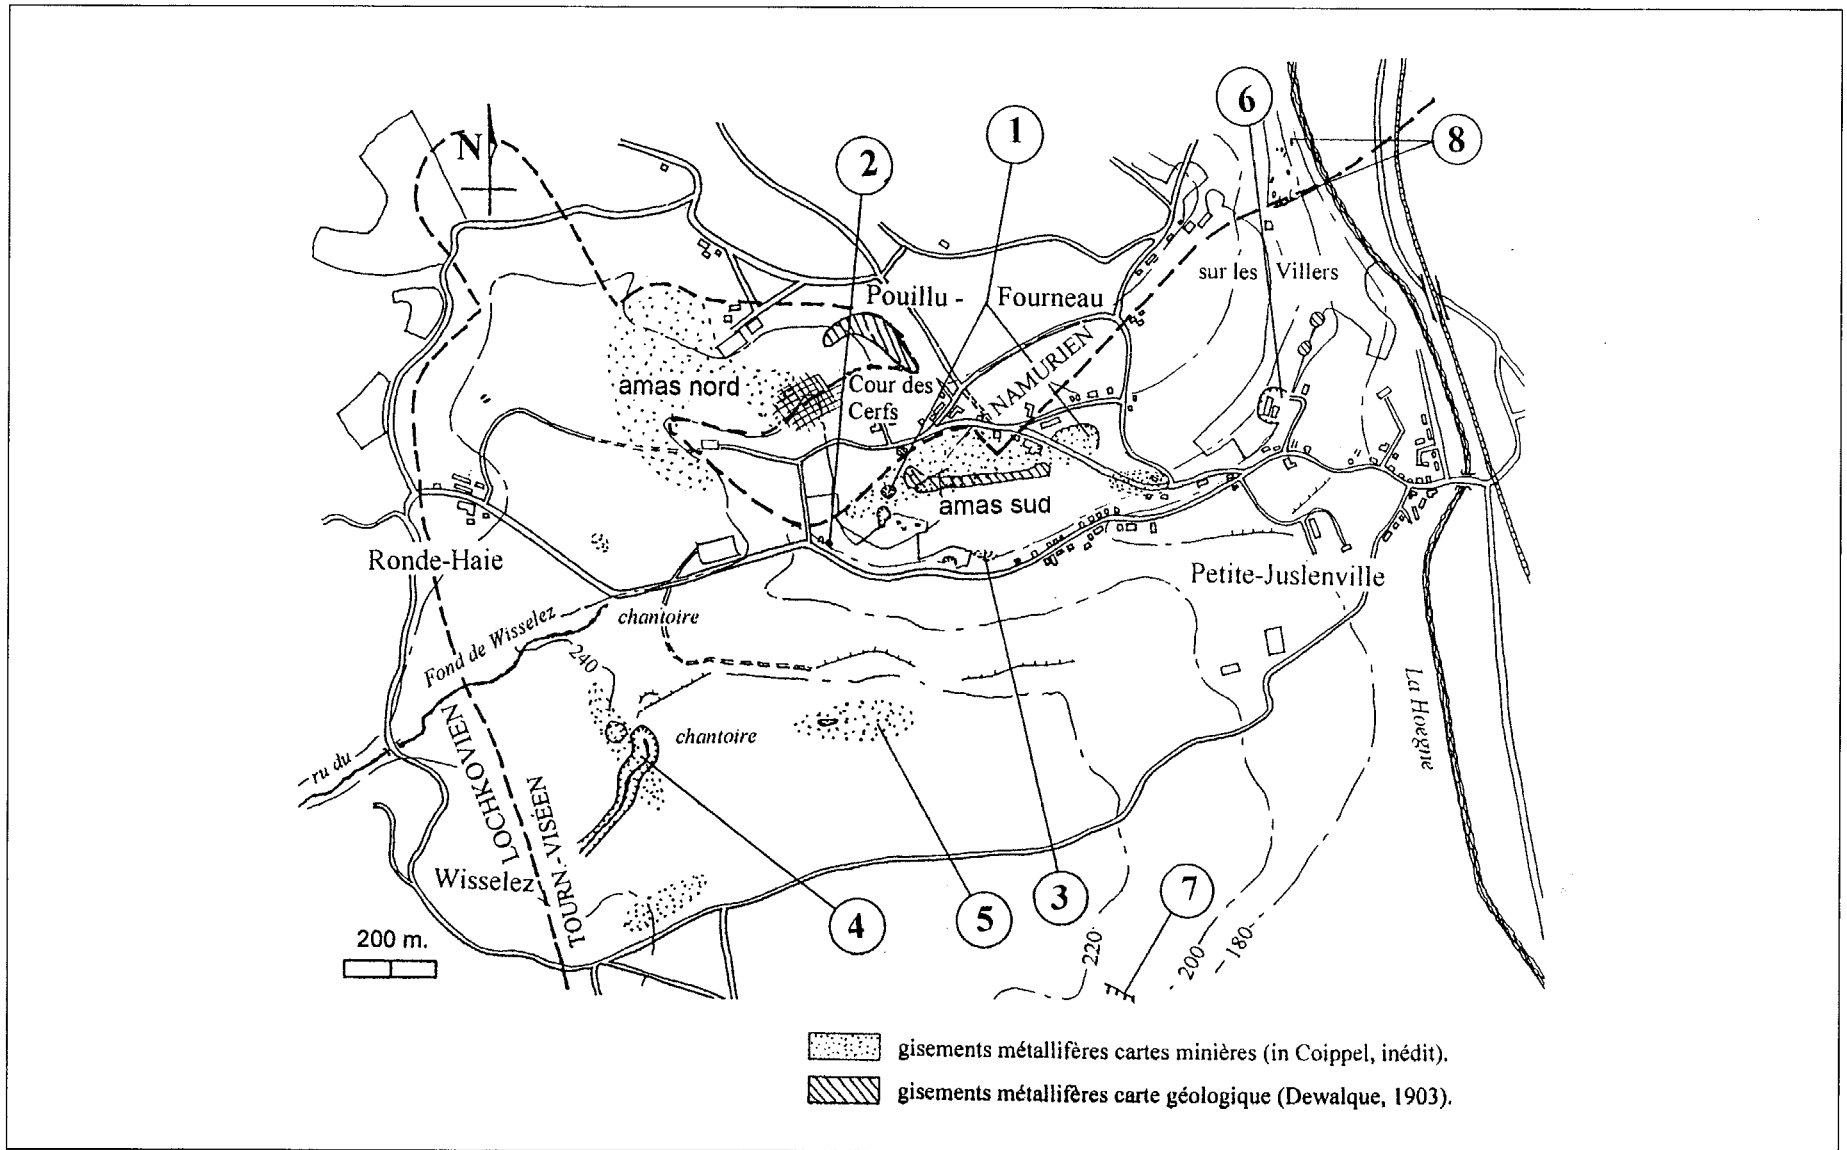 N
1
2
6
8
sur les Villers
Pouillu - Fourneau
NAMURIEN
amas nord
Cour des
Cerfs
amas sud
Ronde-Haie
Petite-Juslenville
chantoire
Fond de Wisselez
240
ru du
LOCHKOVIEN
TOURN.-VISÉEN
chantoire
La Hoegne
Wisselez
200 m.
4
5
3
7
220
200
180
gisements métallifères cartes minières (in Coippel, inédit).
gisements métallifères carte géologique (Dewalque, 1903).